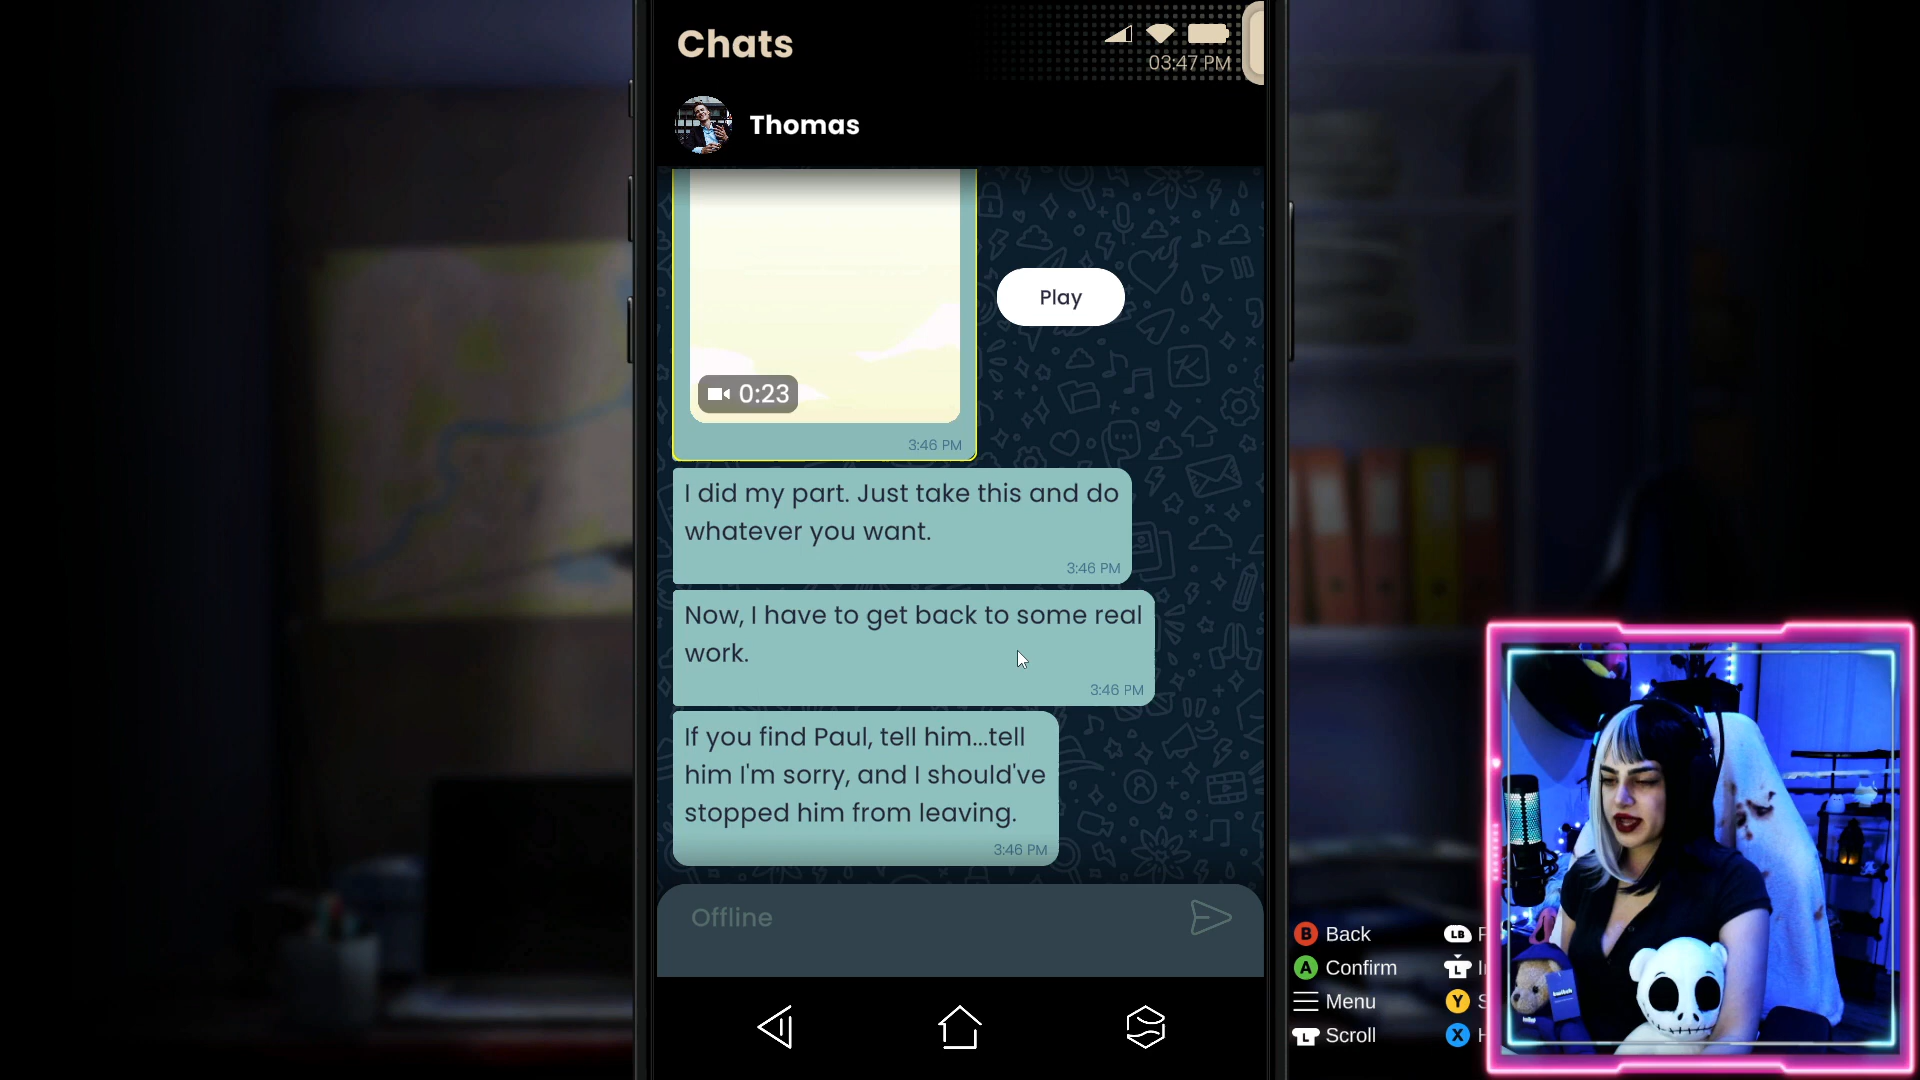 Chats
03:47 PM
Thomas
Play
0:23
3:46 PM
I did my part. Just take this and do
whatever you want.
3:46 PM
Now, I have to get back to some real
work.
3:46 PM
If you find Paul, tell him...tell
him I'm sorry, and I should've
stopped him from leaving.
3:46 PM
Offline
B Back
LB
A Confirm
L
Menu
Y
L Scroll
X